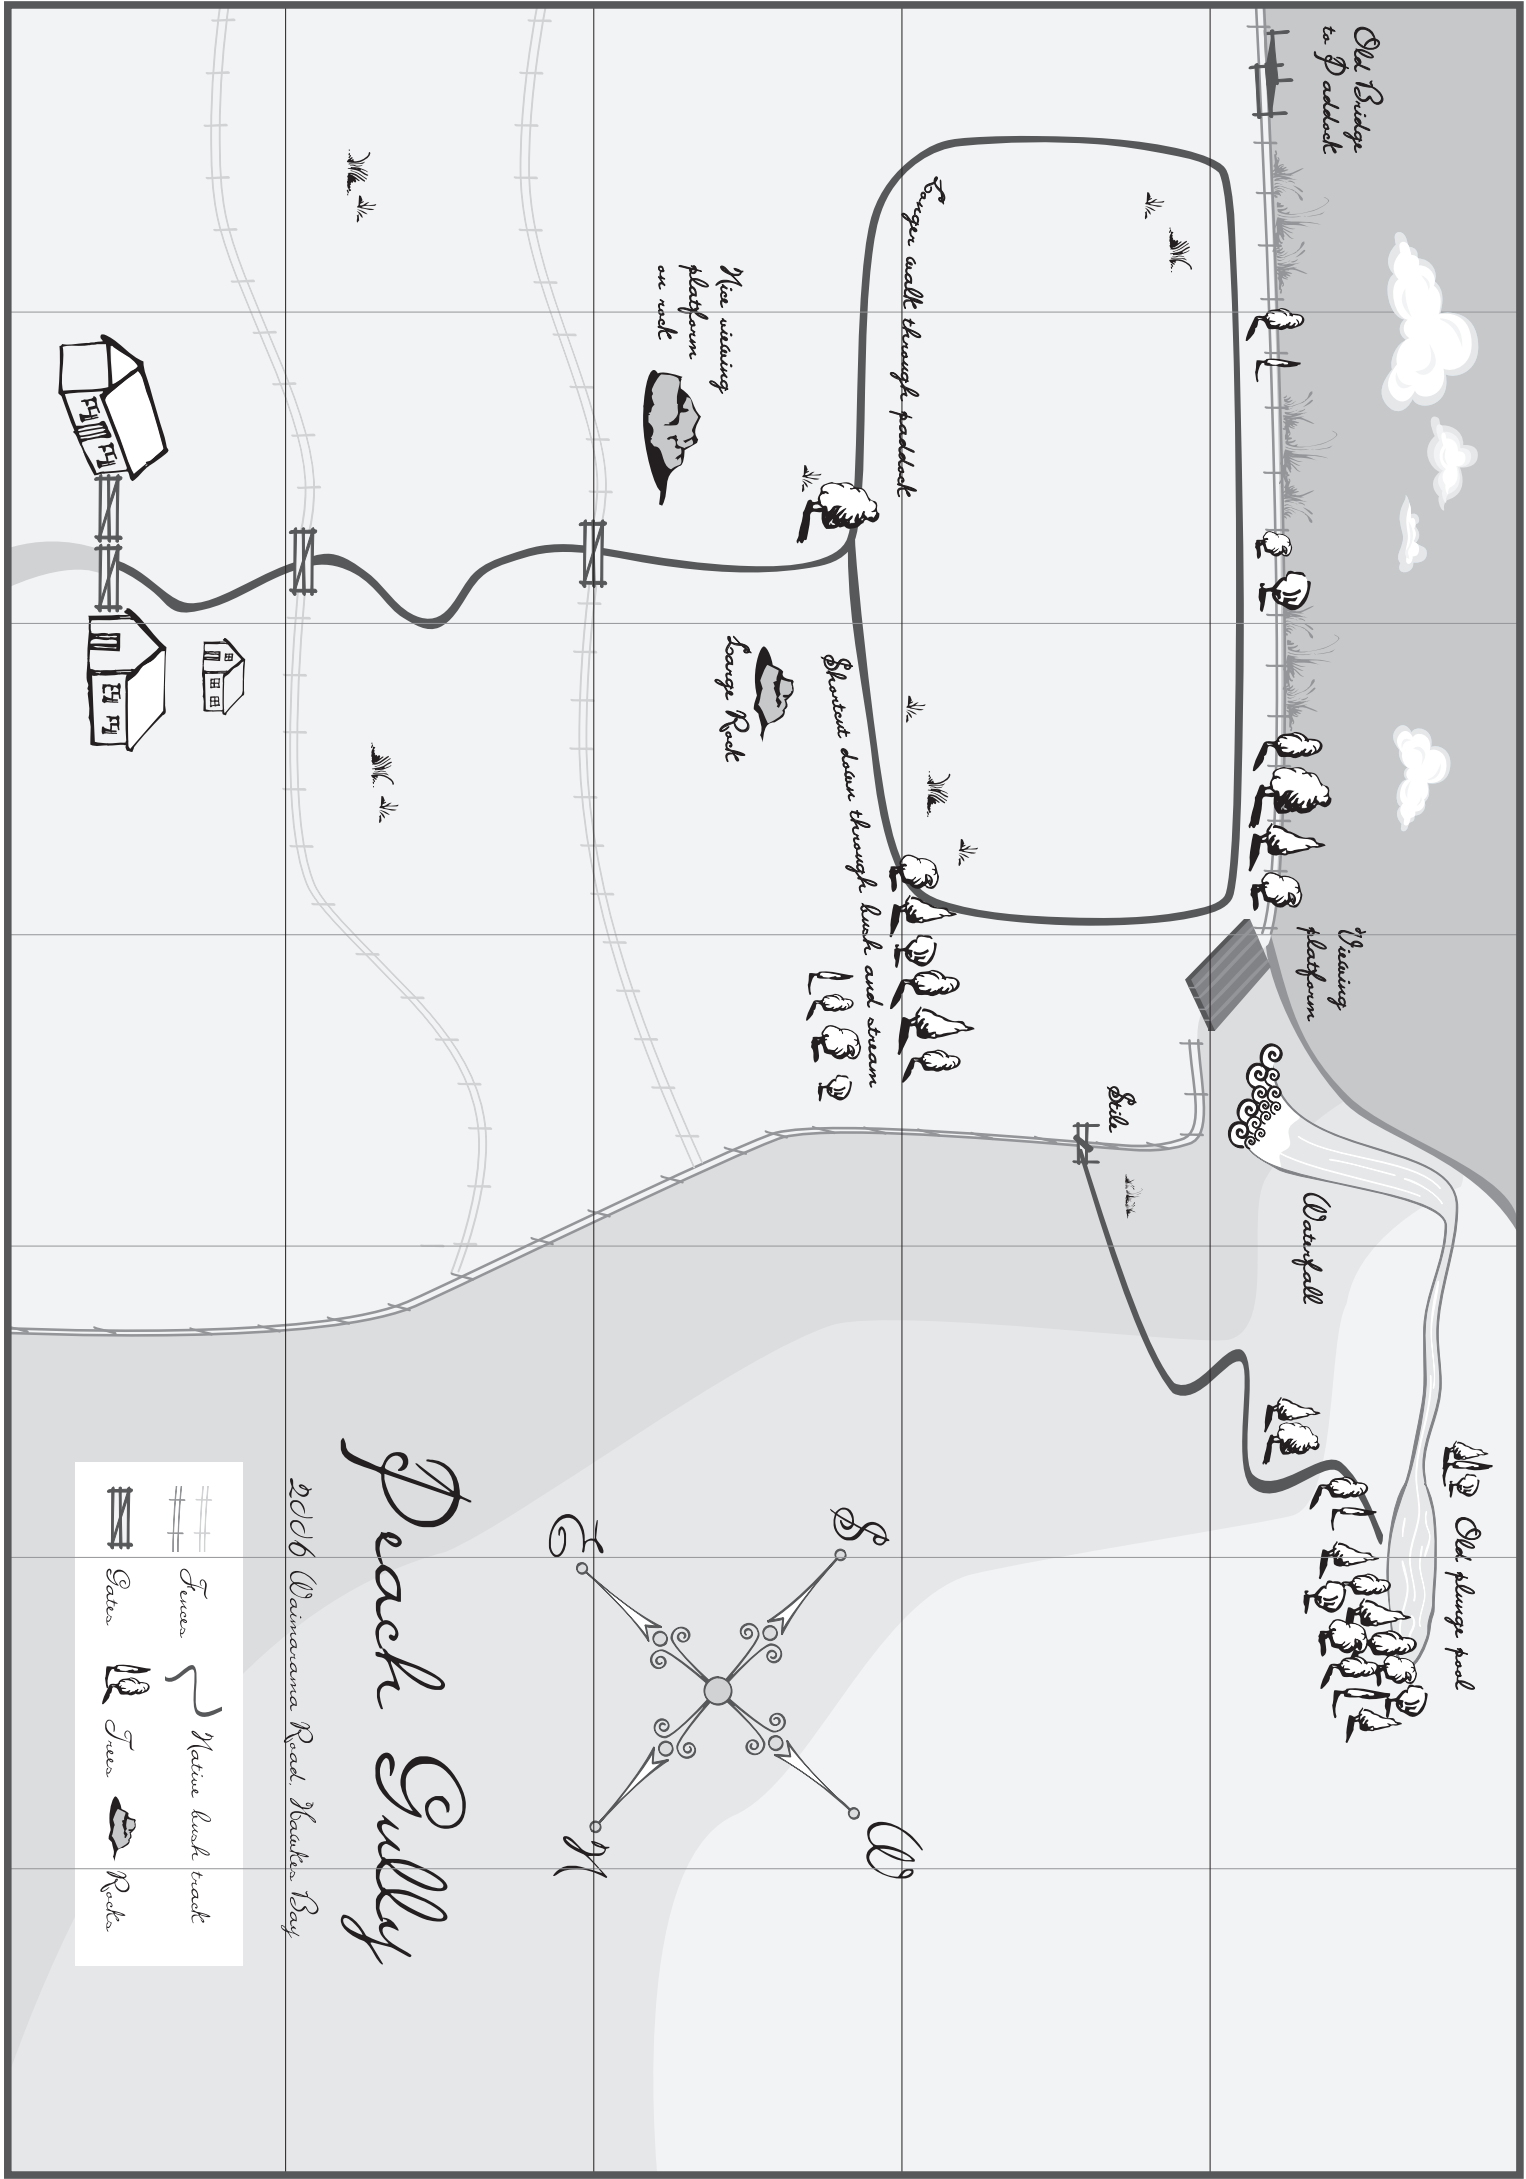 Old Bridge
to Paddock
Viewing
platform
Waterfall
Old plunge pool
Stile
Longer walk through paddock
Shortcut down through bush and stream
Nice viewing
platform
on rock
Large Rock
S
W
E
N
Peach Gully
2006 Waimarama Road, Hawkes Bay
Fences
Native bush track
Gates
Trees
Rocks